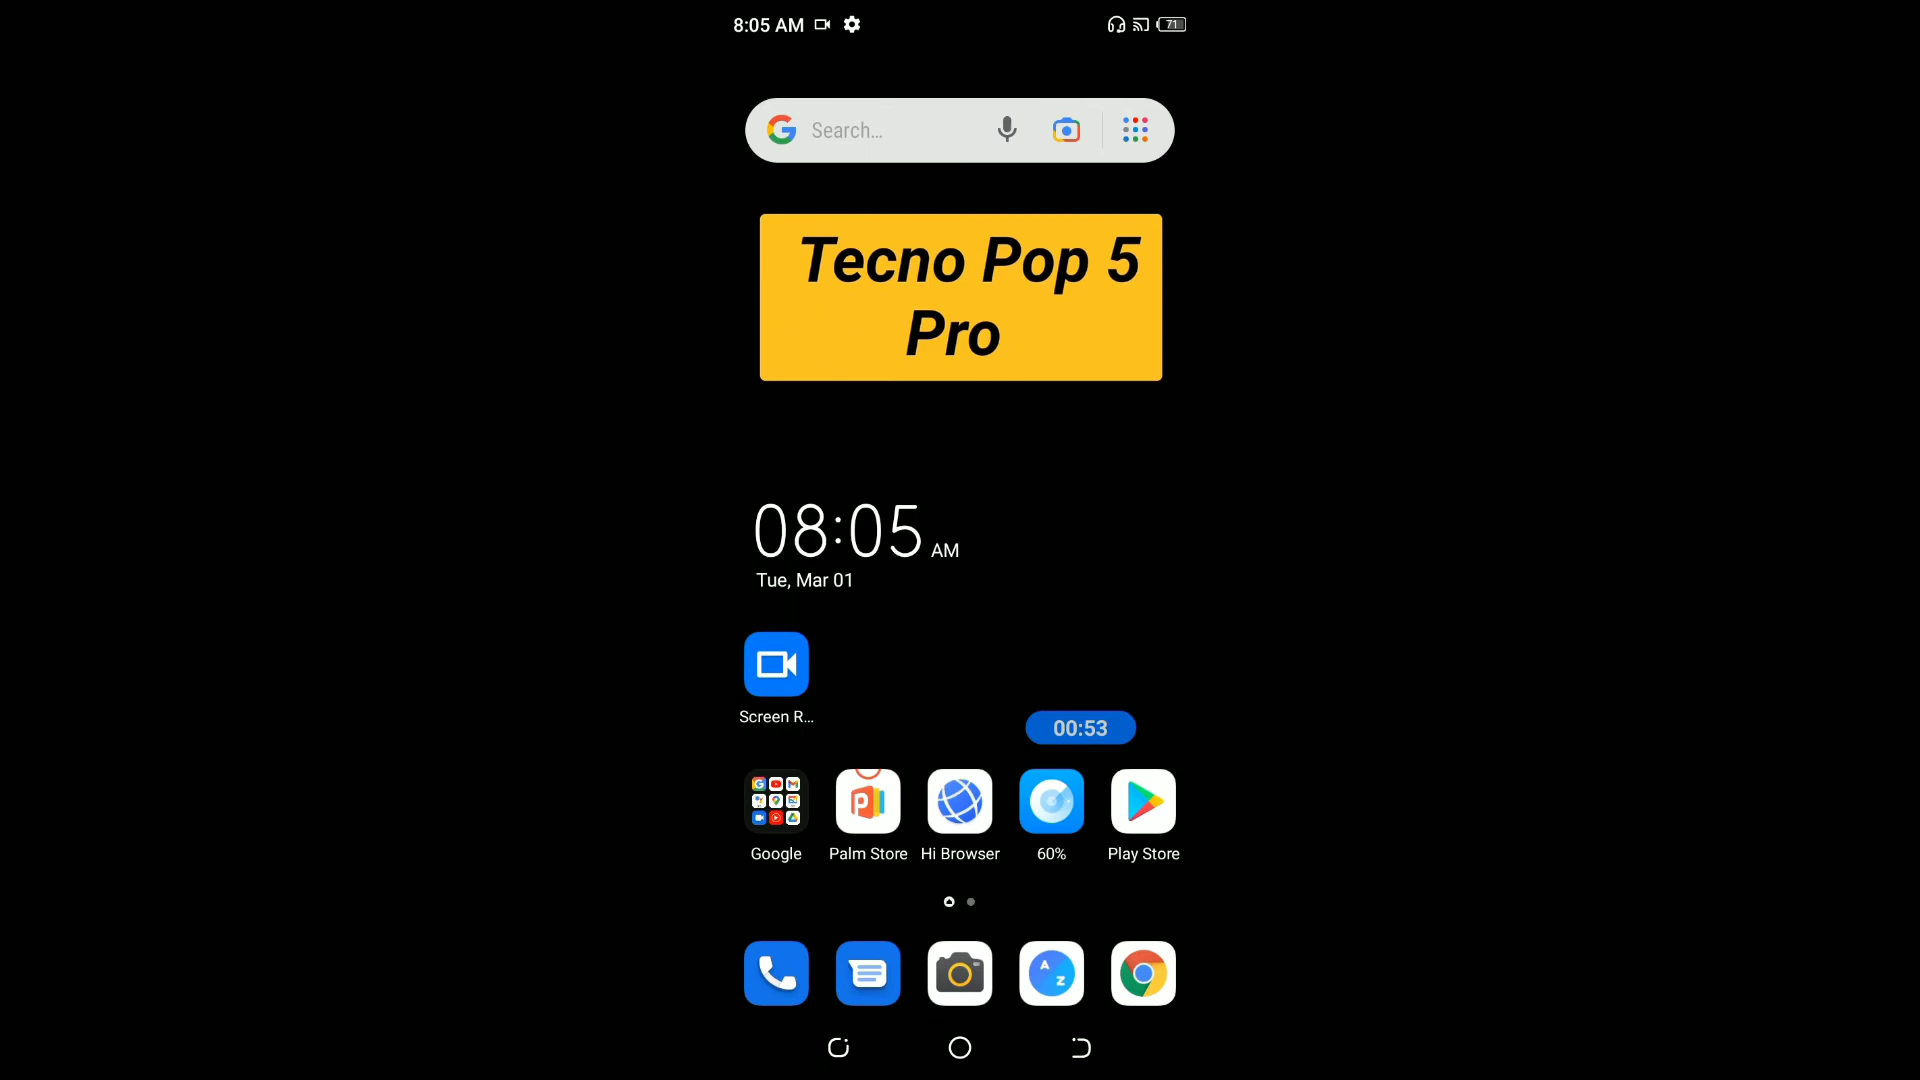 8:05 AM
71
Search...
Tecno Pop 5
Pro
08:05 AM
Tue, Mar 01
Screen R...
00:53
Google
Palm Store
Hi Browser
60%
Play Store
A
Z